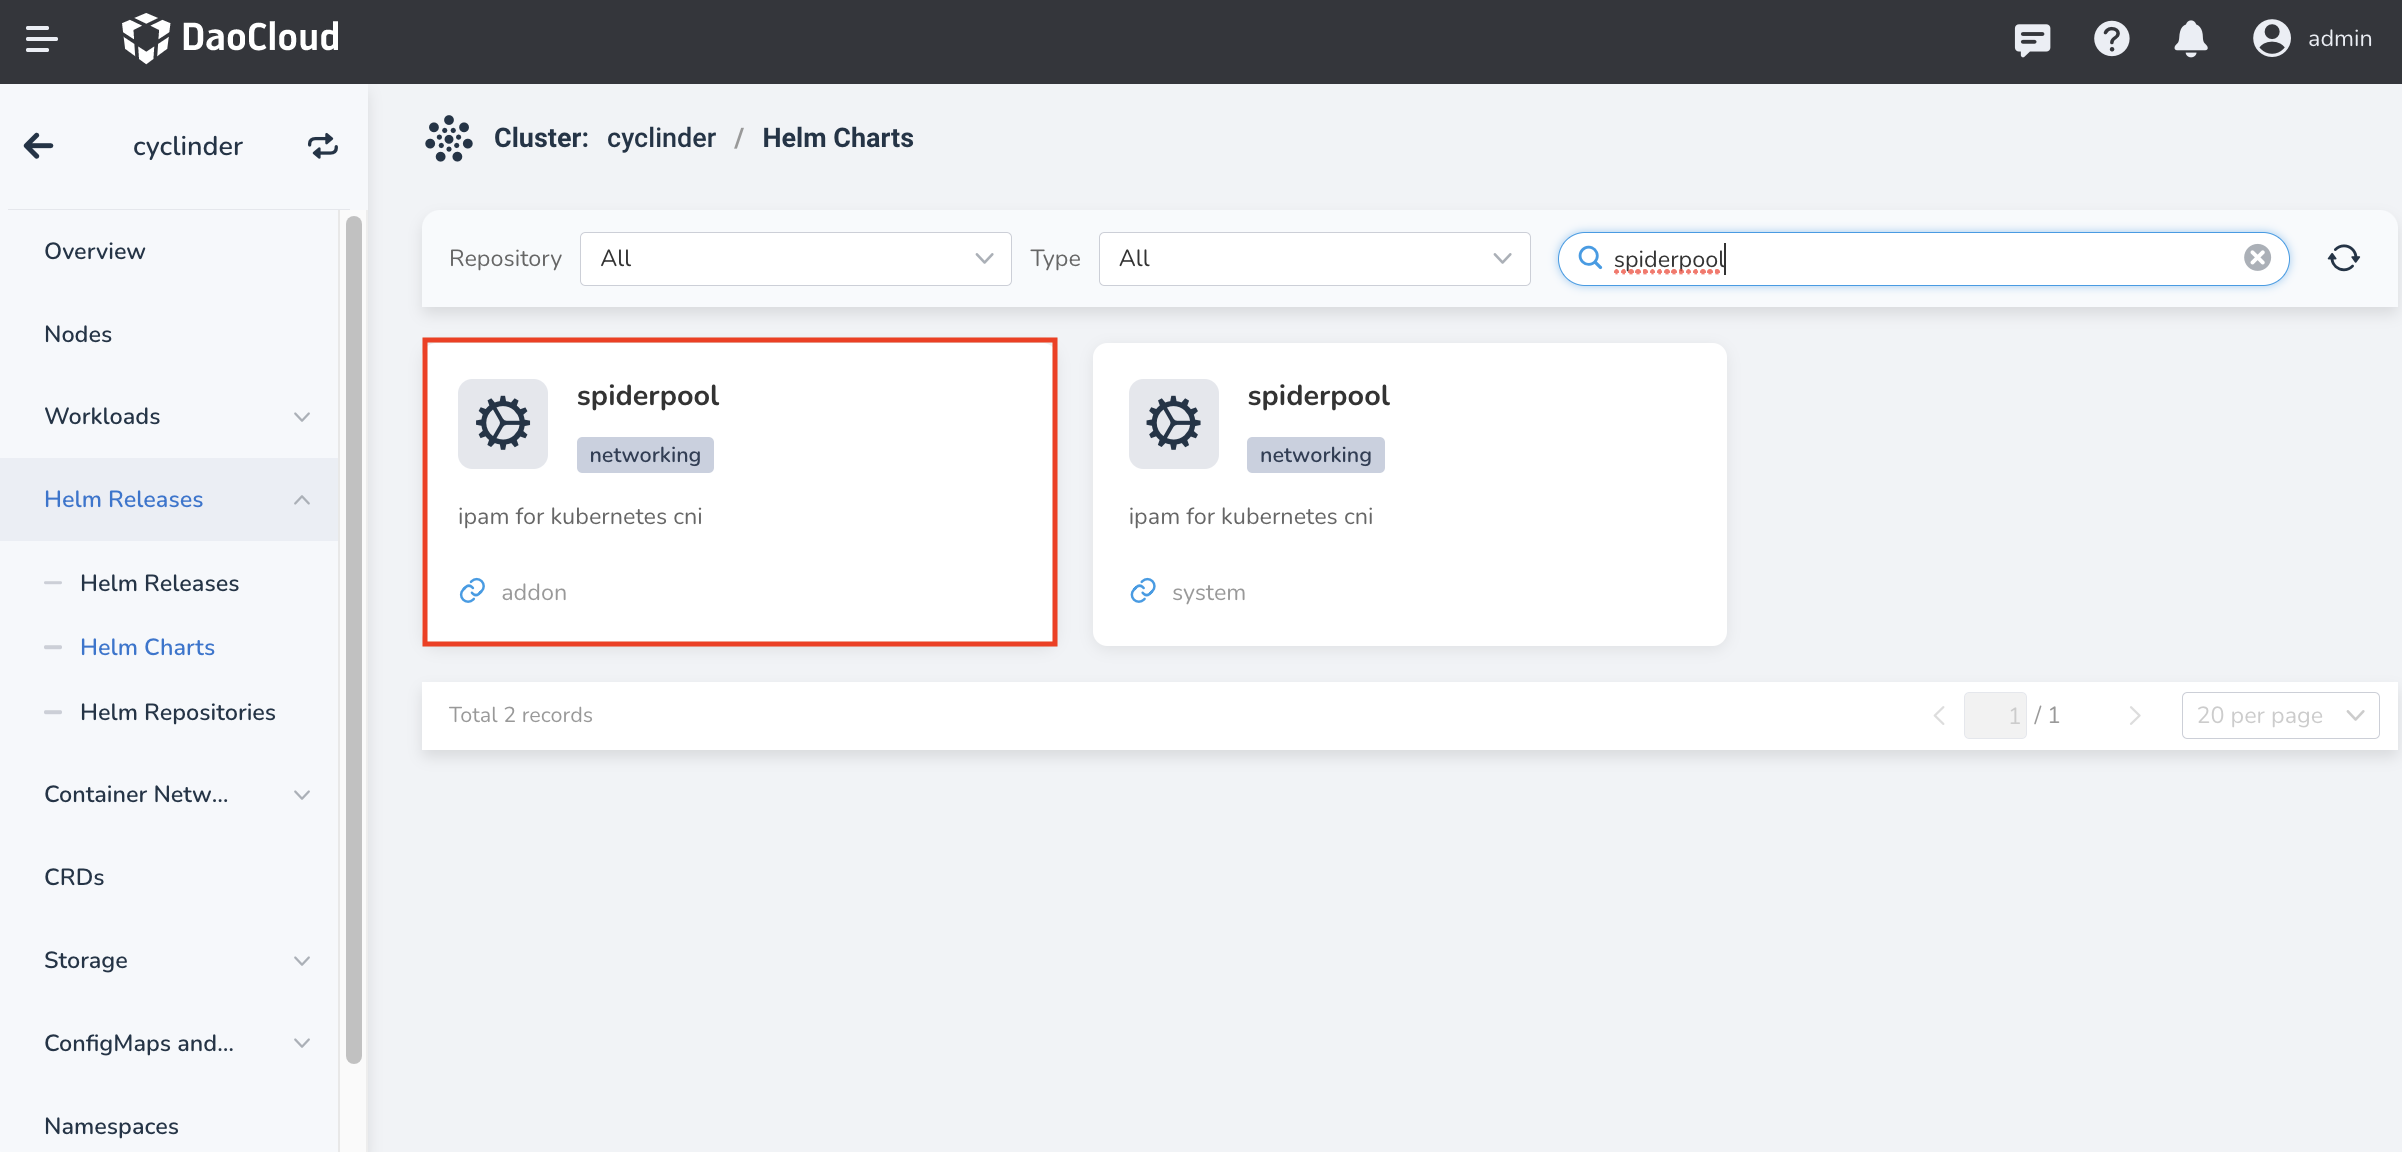 DaoCloud
admin
cyclinder
Cluster: cyclinder / Helm Charts
Overview
Nodes
Workloads
Helm Releases
Helm Releases
Helm Charts
Helm Repositories
Container Netw...
CRDs
Storage
ConfigMaps and...
Namespaces
Repository All Type All spiderpool
spiderpool
networking
ipam for kubernetes cni
addon
spiderpool
networking
ipam for kubernetes cni
system
Total 2 records
1 / 1
20 per page